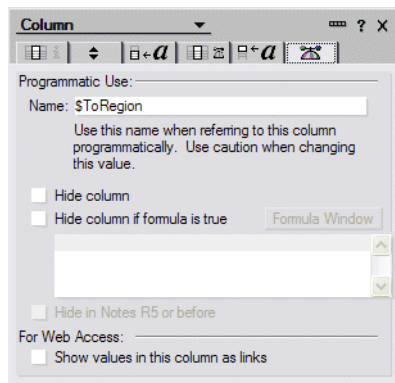 Column ? X
i a 2 a
Programmatic Use:
Name: $ToRegion
Use this name when referring to this column
programmatically. Use caution when changing
this value.
Hide column
Hide column if formula is true Formula Window
Hide in Notes R5 or before
For Web Access:
Show values in this column as links